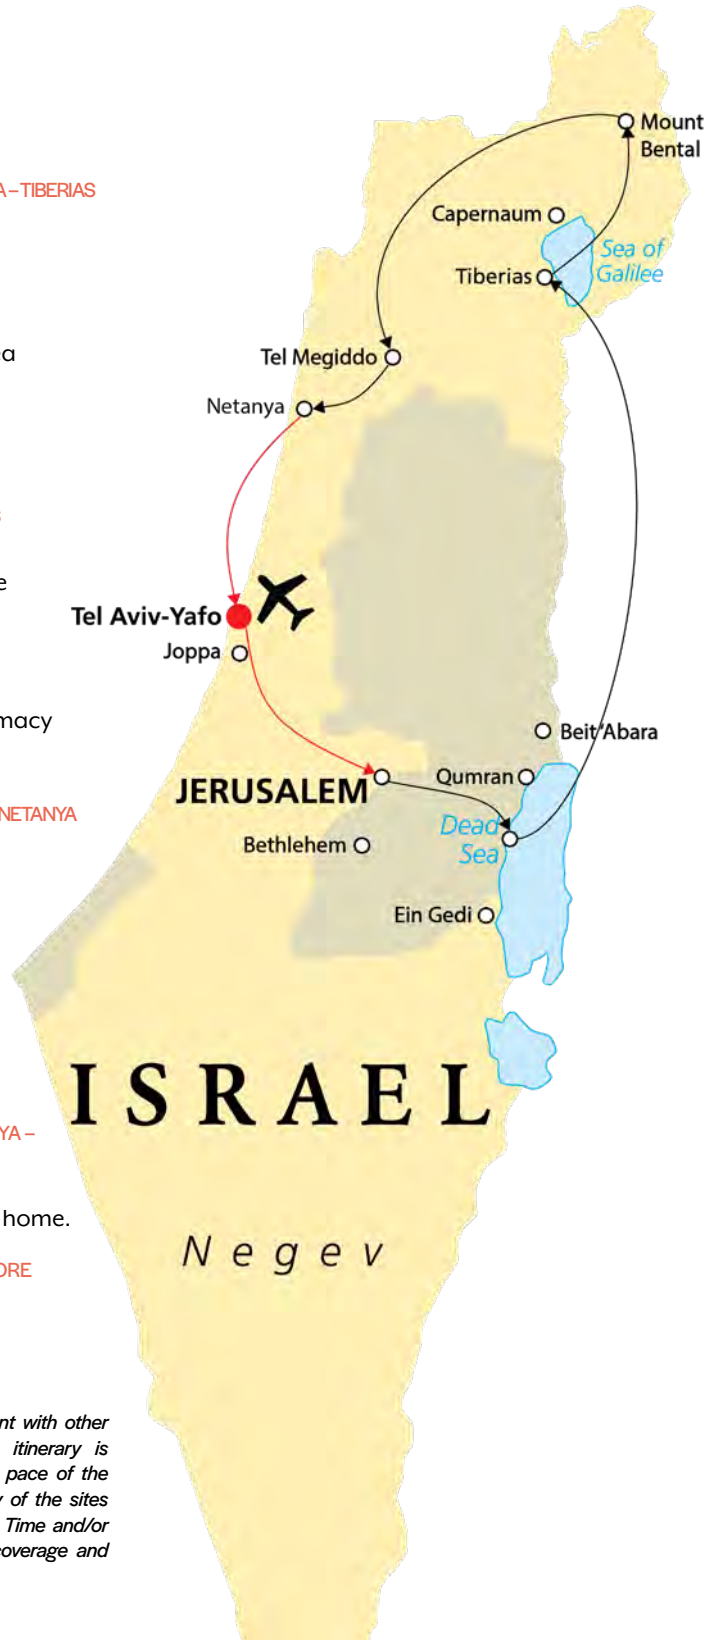 Mount
Bental
A – TIBERIAS
Capernaum
Sea of
Galilee
Tiberias
a
Tel Megiddo
Netanya
e
Tel Aviv-Yafo
Joppa
macy
Beit'Abara
Qumran
JERUSALEM
NETANYA
Dead
Sea
Bethlehem
Ein Gedi
ISRAEL
YA –
home.
Negev
ORE
nt with other
itinerary is
pace of the
of the sites
Time and/or
coverage and